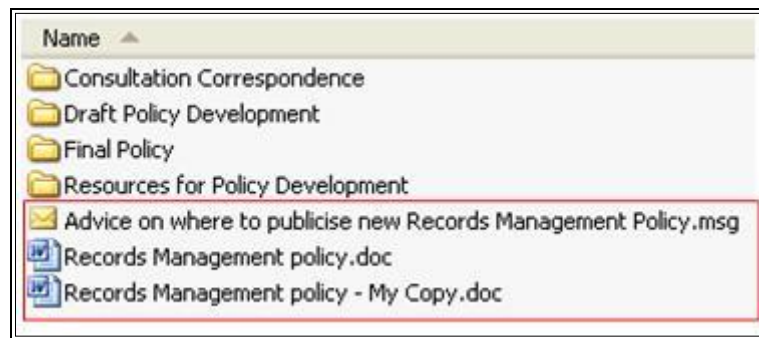 Name
Consultation Correspondence
Draft Policy Development
Final Policy
Resources for Policy Development
Advice on where to publicise new Records Management Policy.msg
Records Management policy.doc
Records Management policy - My Copy.doc